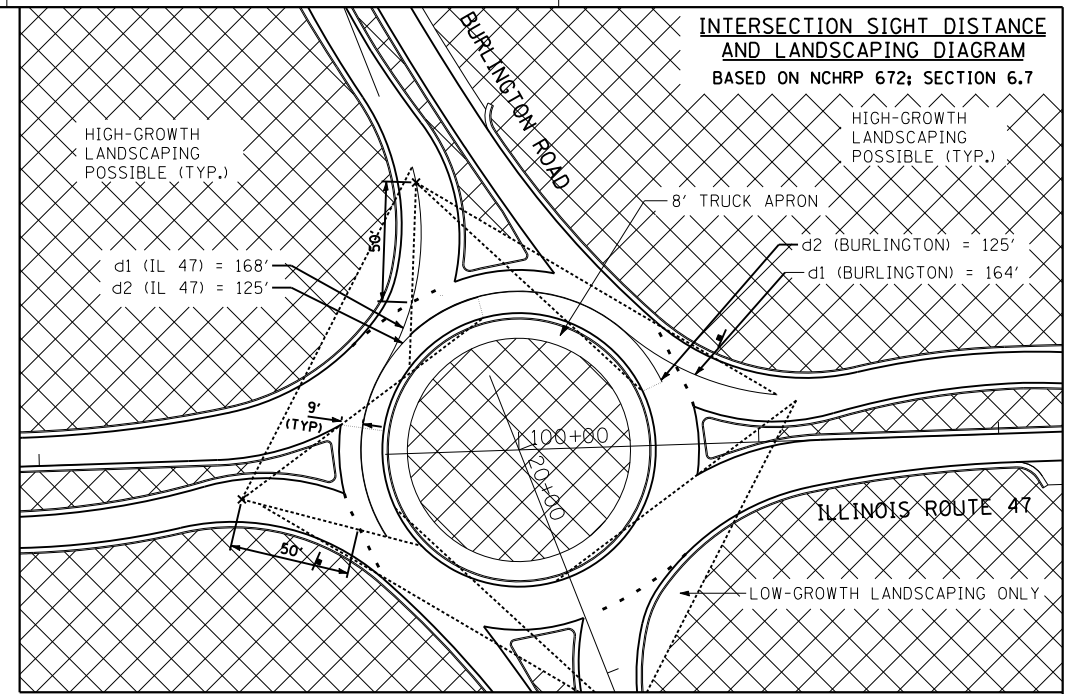 INTERSECTION SIGHT DISTANCE
AND LANDSCAPING DIAGRAM
BASED ON NCHRP 672; SECTION 6.7
BURLINGTON ROAD
HIGH-GROWTH
LANDSCAPING
POSSIBLE (TYP.)
HIGH-GROWTH
LANDSCAPING
POSSIBLE (TYP.)
8' TRUCK APRON
50'
d2 (BURLINGTON) = 125'
d1 (BURLINGTON) = 164'
d1 (IL 47) = 168'
d2 (IL 47) = 125'
9'
(TYP)
100+00
20+00
ILLINOIS ROUTE 47
50'
LOW-GROWTH LANDSCAPING ONLY